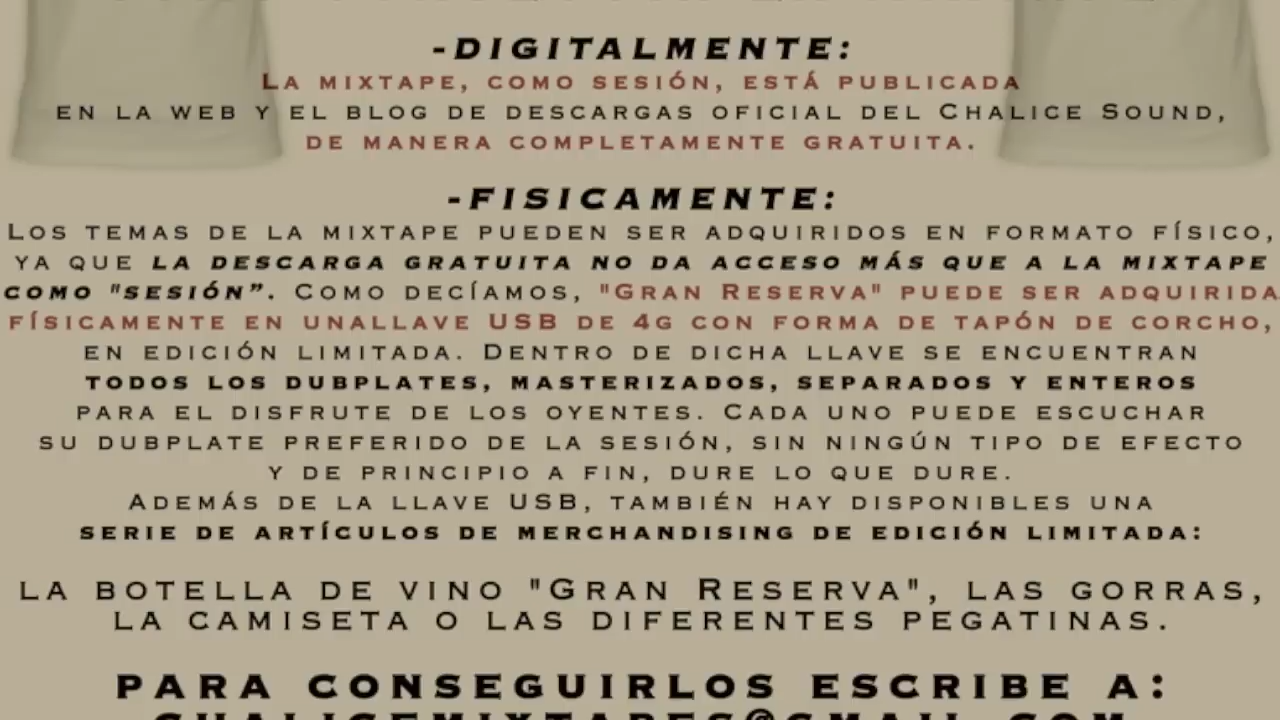 -DIGITALMENTE:
LA MIXTAPE, COMO SESIÓN, ESTÁ PUBLICADA
EN LA WEB Y EL BLOG DE DESCARGAS OFICIAL DEL CHALICE SOUND,
DE MANERA COMPLETAMENTE GRATUITA.
-FISICAMENTE:
LOS TEMAS DE LA MIXTAPE PUEDEN SER ADQUIRIDOS EN FORMATO FÍSICO,
YA QUE LA DESCARGA GRATUITA NO DA ACCESO MÁS QUE A LA MIXTAPE
COMO "SESIÓN”. COMO DECÍAMOS, "GRAN RESERVA" PUEDE SER ADQUIRIDA
FÍSICAMENTE EN UNALLAVE USB DE 4G CON FORMA DE TAPÓN DE CORCHO,
EN EDICIÓN LIMITADA. DENTRO DE DICHA LLAVE SE ENCUENTRAN
TODOS LOS DUBPLATES, MASTERIZADOS, SEPARADOS Y ENTEROS
PARA EL DISFRUTE DE LOS OYENTES. CADA UNO PUEDE ESCUCHAR
SU DUBPLATE PREFERIDO DE LA SESIÓN, SIN NINGÚN TIPO DE EFECTO
Y DE PRINCIPIO A FIN, DURE LO QUE DURE.
ADEMÁS DE LA LLAVE USB, TAMBIÉN HAY DISPONIBLES UNA
SERIE DE ARTÍCULOS DE MERCHANDISING DE EDICIÓN LIMITADA:
LA BOTELLA DE VINO "GRAN RESERVA", LAS GORRAS,
LA CAMISETA O LAS DIFERENTES PEGATINAS.
PARA CONSEGUIRLOS ESCRIBE A:
CHALICEMIXTAPES@GMAIL.COM